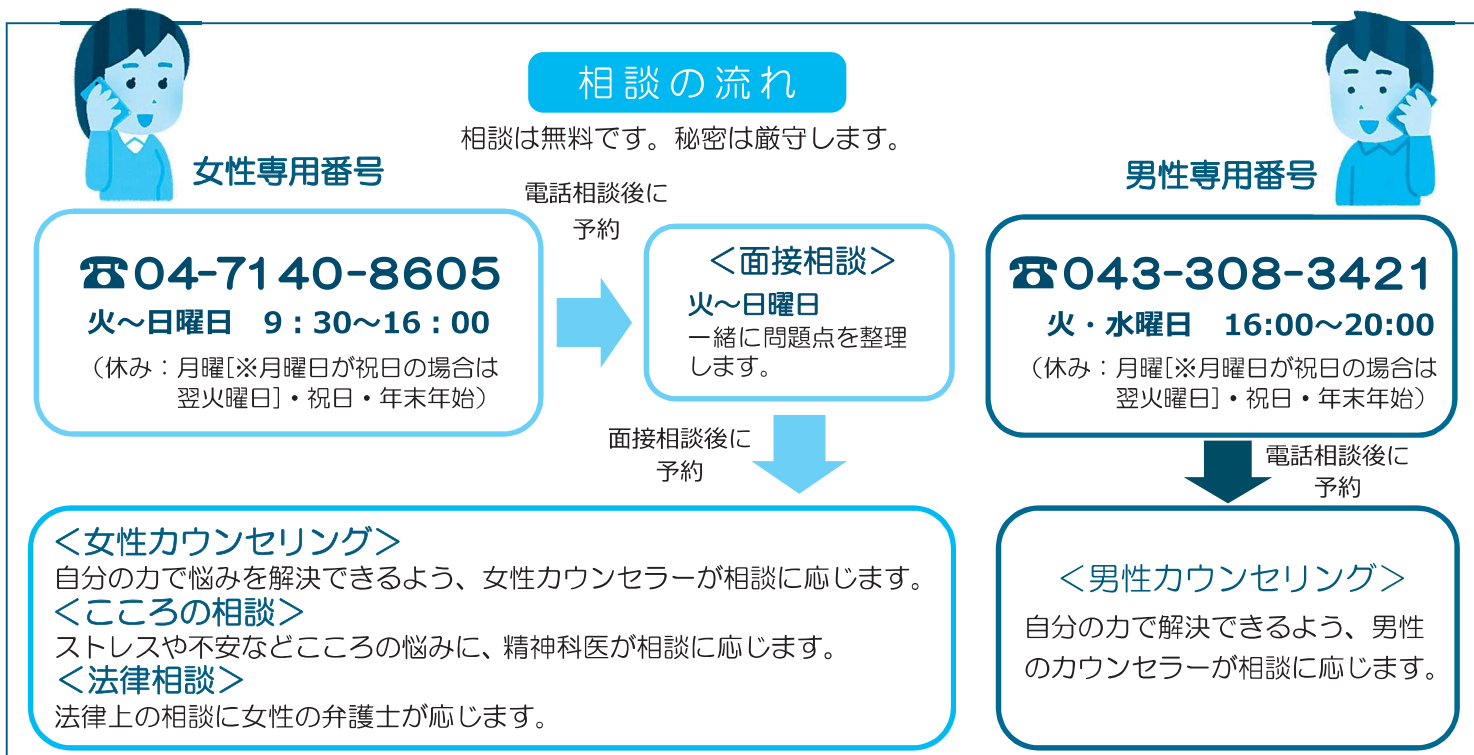 相談の流れ
相談は無料です。秘密は厳守します。
女性専用番号
☎04-7140-8605
火~日曜日 9:30~16:00
(休み:月曜[※月曜日が祝日の場合は
翌火曜日]・祝日・年末年始)
電話相談後に
予約
<面接相談>
火~日曜日
一緒に問題点を整理
します。
面接相談後に
予約
<女性カウンセリング>
自分の力で悩みを解決できるよう、女性カウンセラーが相談に応じます。
<こころの相談>
ストレスや不安などこころの悩みに、精神科医が相談に応じます。
<法律相談>
法律上の相談に女性の弁護士が応じます。
男性専用番号
☎043-308-3421
火・水曜日 16:00~20:00
(休み:月曜[※月曜日が祝日の場合は
翌火曜日]・祝日・年末年始)
電話相談後に
予約
<男性カウンセリング>
自分の力で解決できるよう、男性
のカウンセラーが相談に応じます。